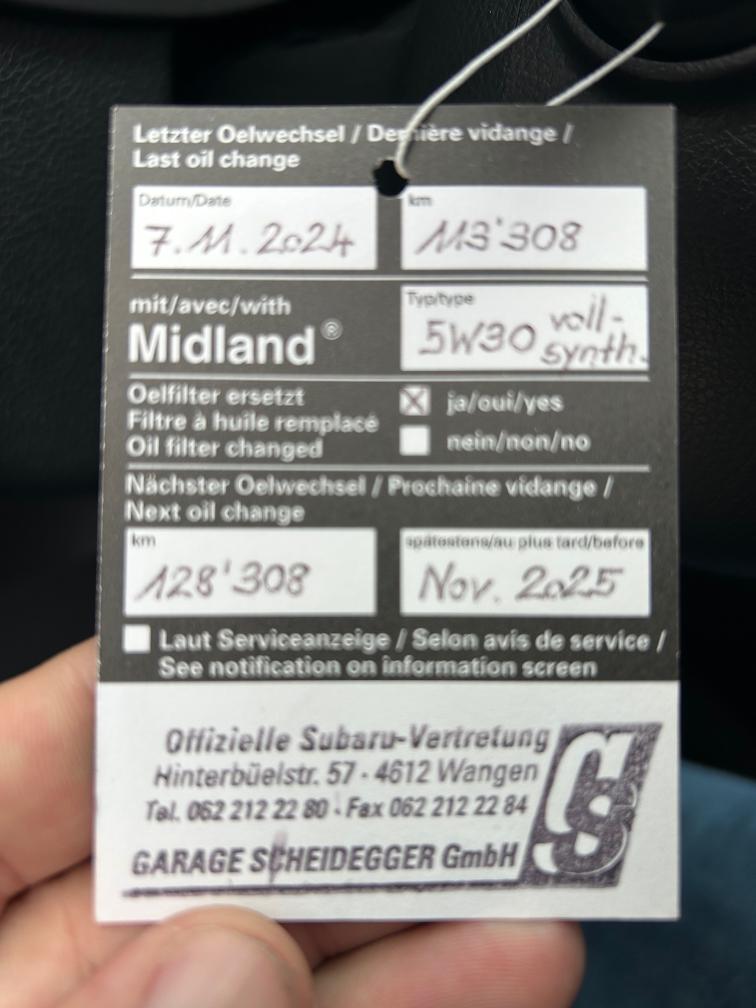 Letzter Oelwechsel / Dernière vidange /
Last oil change
Datum/Date
7.11.2024
km
113'308
mit/avec/with
Midland®
Typ/type
5W30 voll-
synth.
Oelfilter ersetzt
Filtre à huile remplacé
Oil filter changed
ja/oui/yes
nein/non/no
Nächster Oelwechsel / Prochaine vidange /
Next oil change
km
128'308
spätestens/au plus tard/before
Nov. 2025
Laut Serviceanzeige / Selon avis de service /
See notification on information screen
Offizielle Subaru-Vertretung
Hinterbüelstr. 57 - 4612 Wangen
Tel. 062 212 22 80 - Fax 062 212 22 84
GARAGE SCHEIDEGGER GmbH
GS